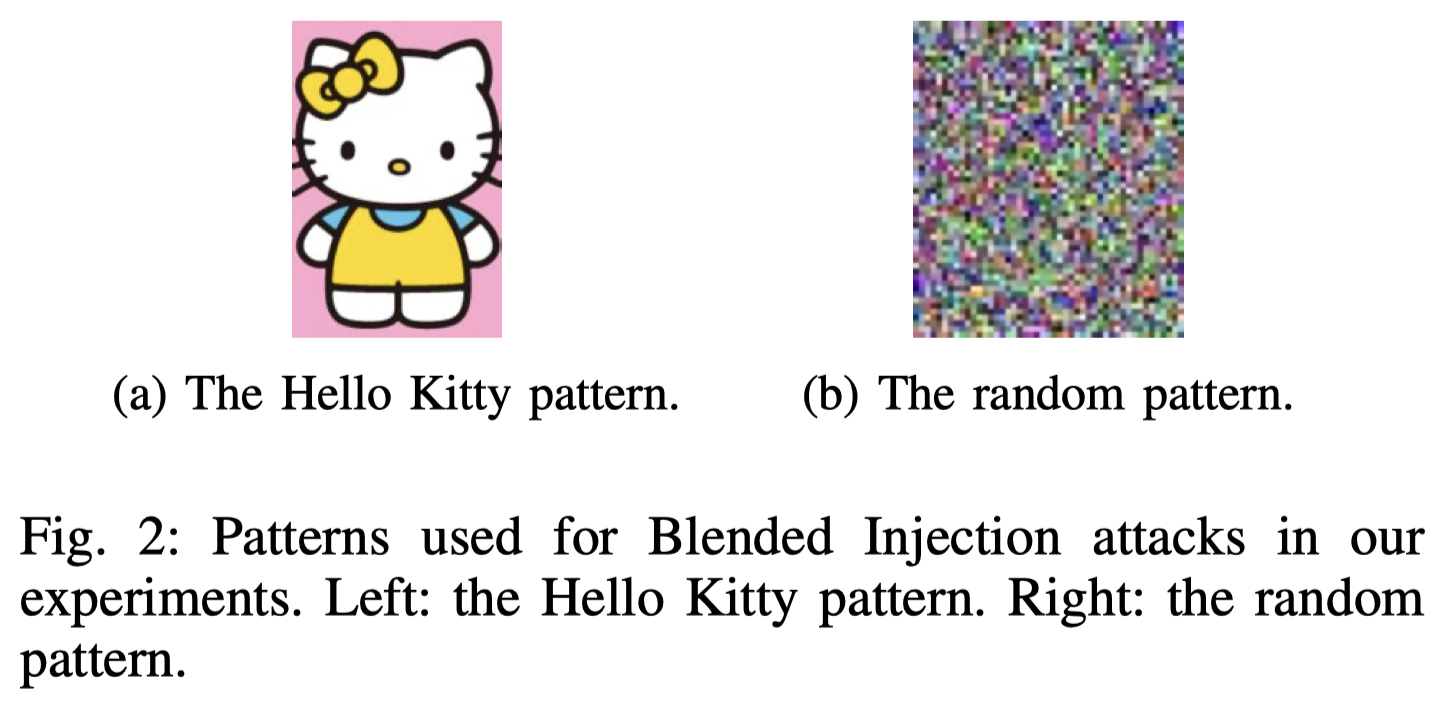 (a) The Hello Kitty pattern.
(b) The random pattern.
Fig. 2: Patterns used for Blended Injection attacks in our
experiments. Left: the Hello Kitty pattern. Right: the random
pattern.